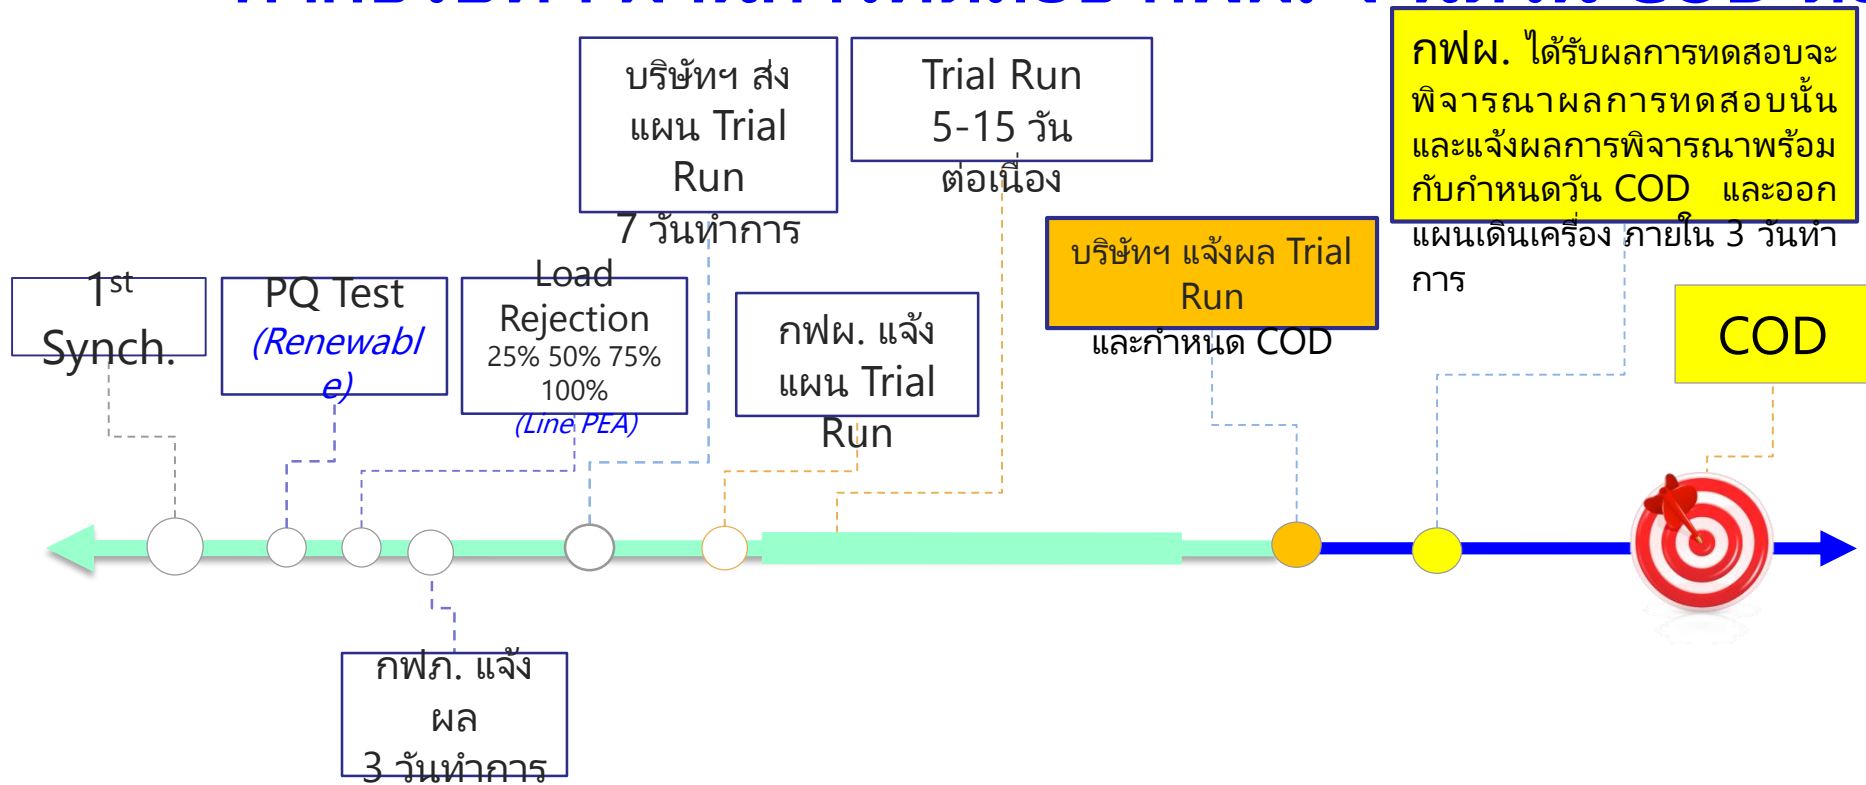 COD
บริษัทฯ ส่ง
แผน Trial
Run
7 วันทำการ
Trial Run
5-15 วัน
ต่อเนื่อง
กฟผ. ได้รับผลการทดสอบจะ
พิจารณาผลการทดสอบนั้น
และแจ้งผลการพิจารณาพร้อม
กับกำหนดวัน COD และออก
แผนเดินเครื่อง ภายใน 3 วันทำ
การ
1st
Synch.
PQ Test
(Renewabl
e)
Load
Rejection
25% 50% 75%
100%
(Line PEA)
กฟผ. แจ้ง
แผน Trial
Run
บริษัทฯ แจ้งผล Trial
Run
และกำหนด COD
COD
กฟภ. แจ้ง
ผล
3 วันทำการ